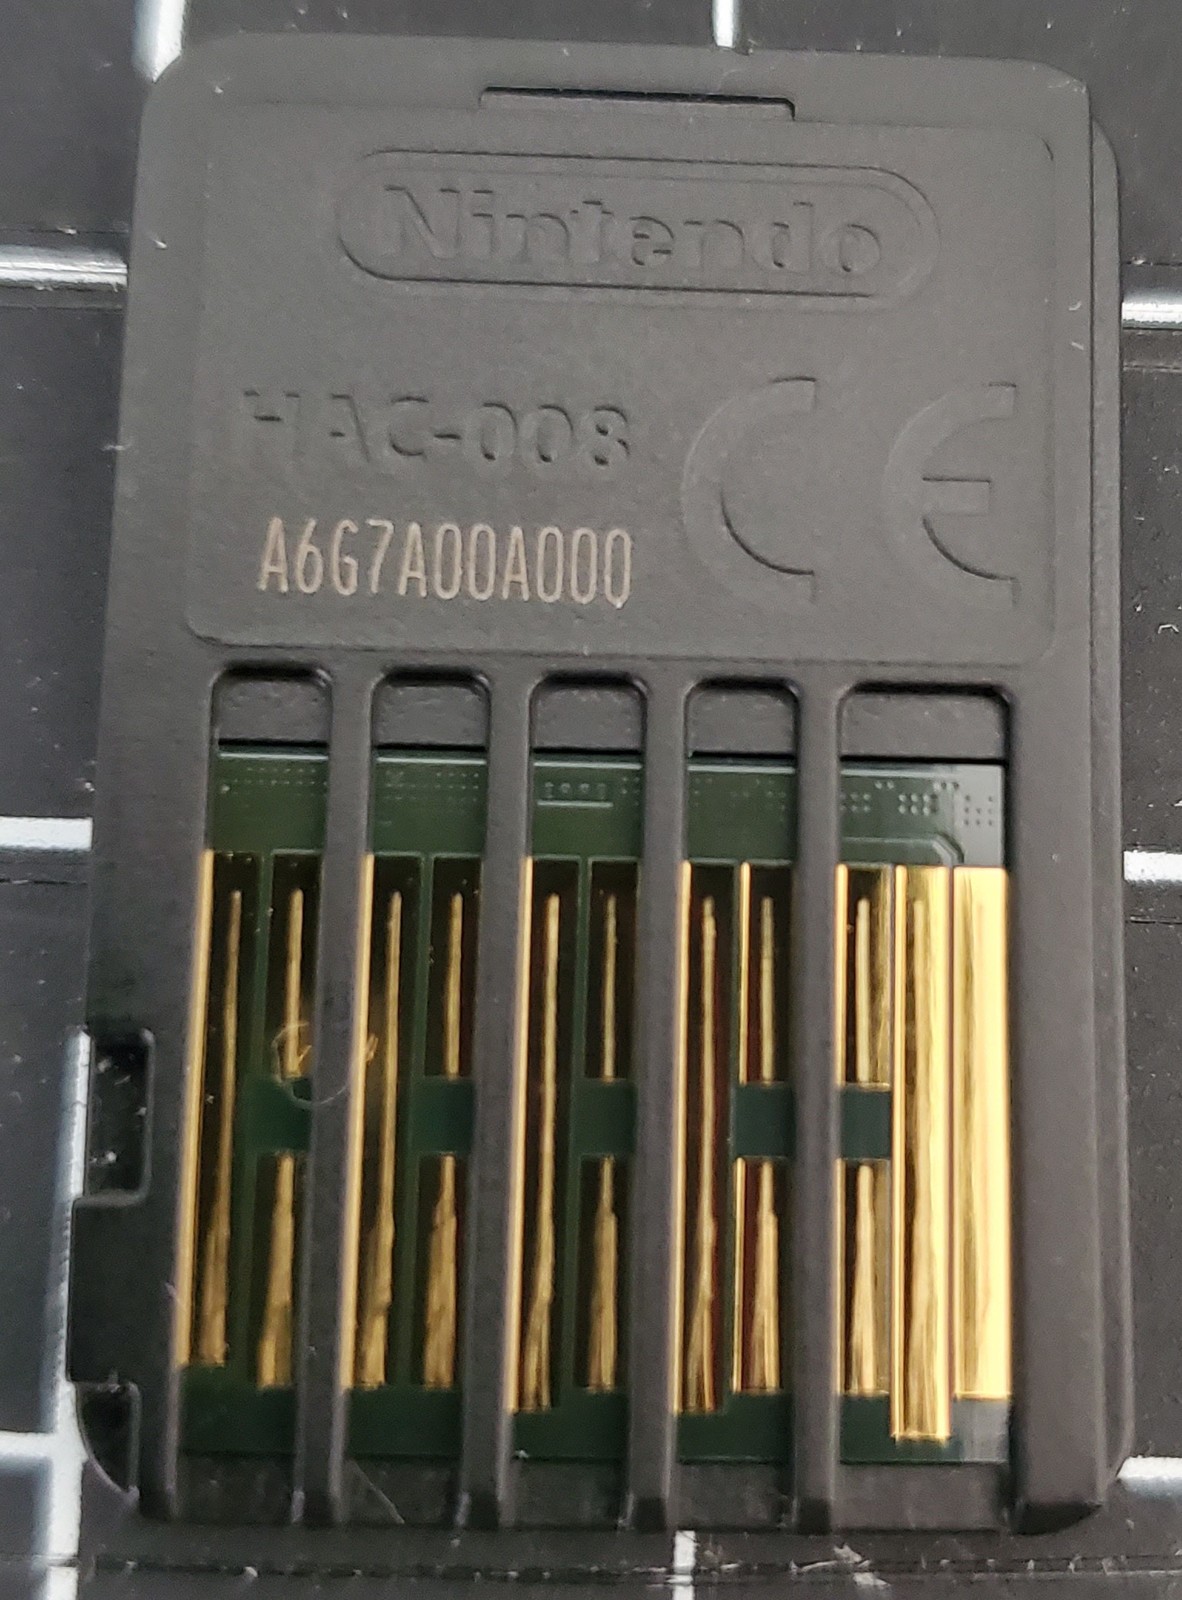 Nintendo
HAC-008
CE
A6G7A00A000